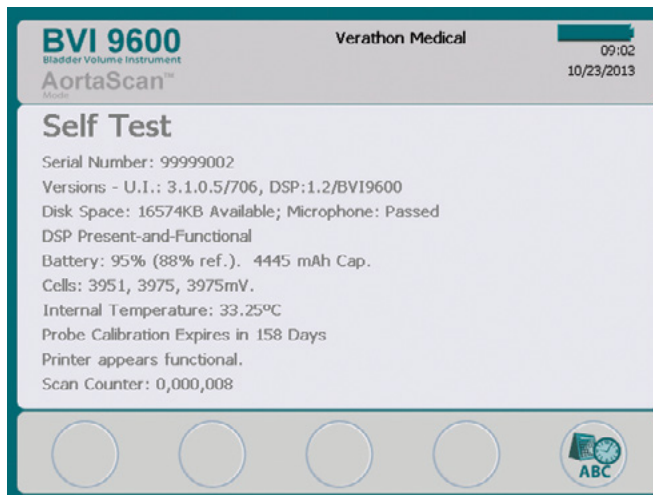 BVI 9600
Bladder Volume Instrument
AortaScan™
Mode
Verathon Medical
09:02
10/23/2013
Self Test
Serial Number: 99999002
Versions - U.I.: 3.1.0.5/706, DSP:1.2/BVI9600
Disk Space: 16574KB Available; Microphone: Passed
DSP Present-and-Functional
Battery: 95% (88% ref.). 4445 mAh Cap.
Cells: 3951, 3975, 3975mV.
Internal Temperature: 33.25ºC
Probe Calibration Expires in 158 Days
Printer appears functional.
Scan Counter: 0,000,008
ABC